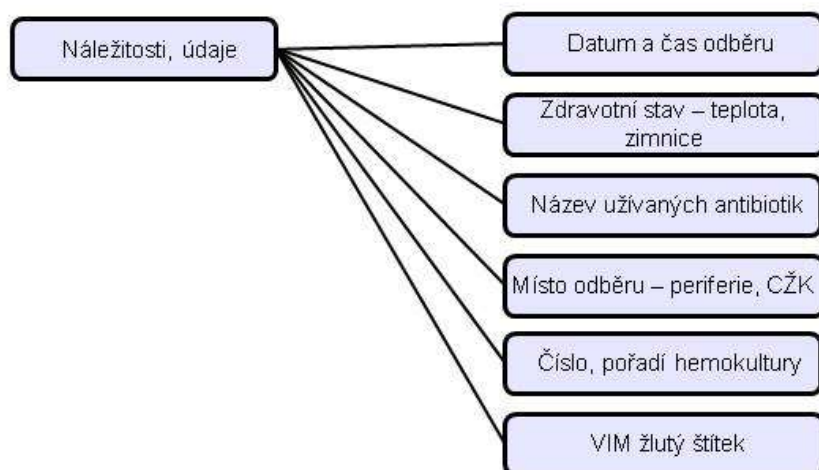 Náležitosti, údaje
Datum a čas odběru
Zdravotní stav – teplota,
zimnice
Název užívaných antibiotik
Místo odběru – periferie, CŽK
Číslo, pořadí hemokultury
VIM žlutý štítek